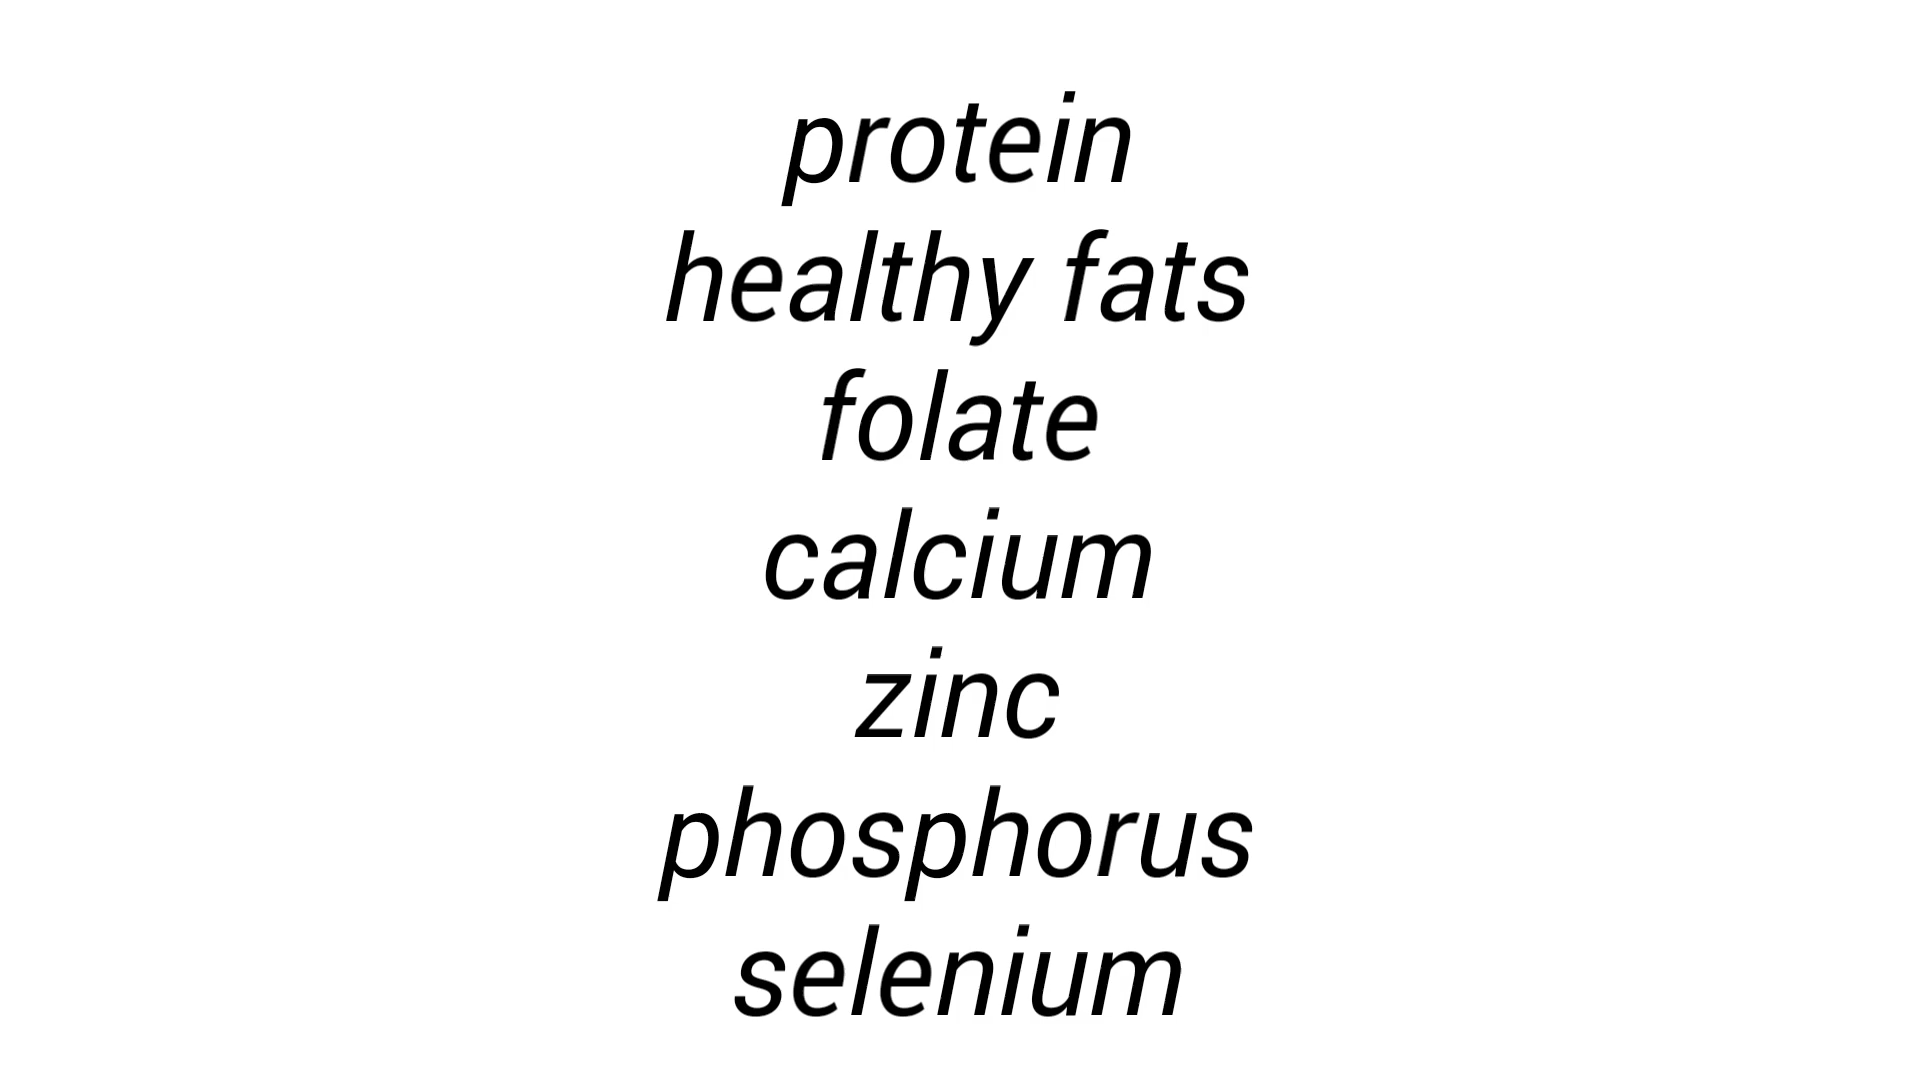 protein
healthy fats
folate
calcium
zinc
phosphorus
selenium